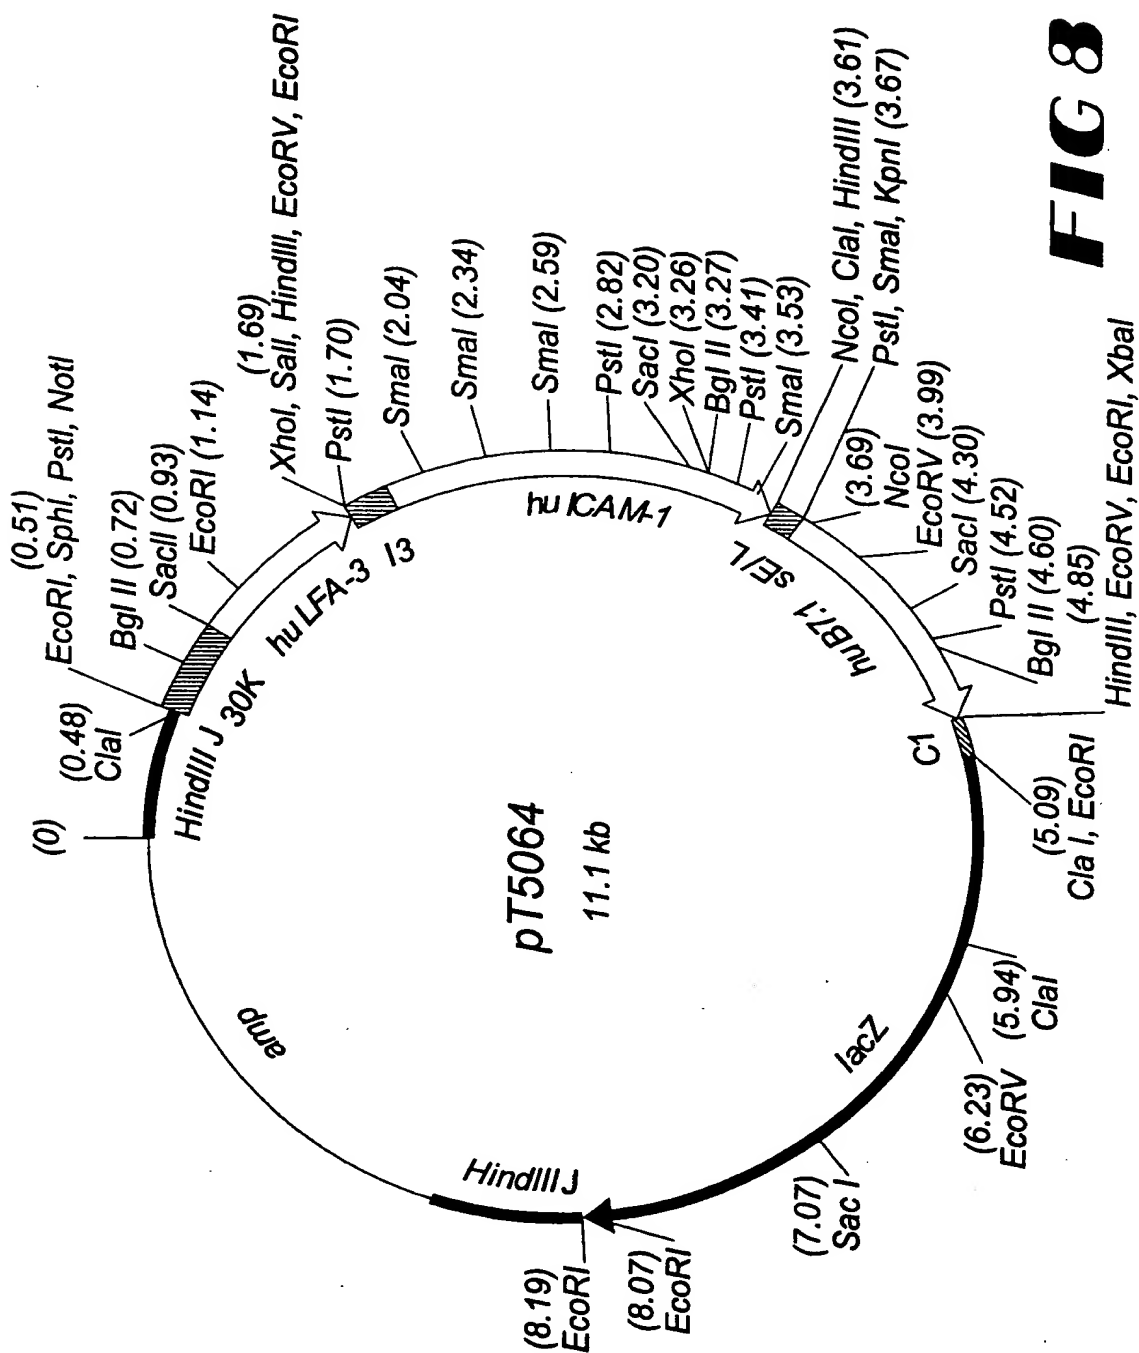 (0)
(0.48)
ClaI
(0.51)
EcoRI, SphI, PstI, NotI
Bgl II (0.72)
SacII (0.93)
EcoRI (1.14)
(1.69)
XhoI, SalI, HindIII, EcoRV, EcoRI
PstI (1.70)
SmaI (2.04)
SmaI (2.34)
SmaI (2.59)
PstI (2.82)
SacI (3.20)
XhoI (3.26)
Bgl II (3.27)
PstI (3.41)
SmaI (3.53)
NcoI, ClaI, HindIII (3.61)
PstI, SmaI, KpnI (3.67)
(3.69)
NcoI
EcoRV (3.99)
SacI (4.30)
PstI (4.52)
Bgl II (4.60)
(4.85)
HindIII, EcoRV, EcoRI, XbaI
(5.09)
Cla I, EcoRI
(5.94)
ClaI
(6.23)
EcoRV
(7.07)
Sac I
(8.07)
EcoRI
(8.19)
EcoRI
HindIII J
30K
hu LFA-3
I3
hu ICAM-1
sE/L
huB7.1
C1
lacZ
HindIII J
amp
pT5064
11.1 kb
FIG 8